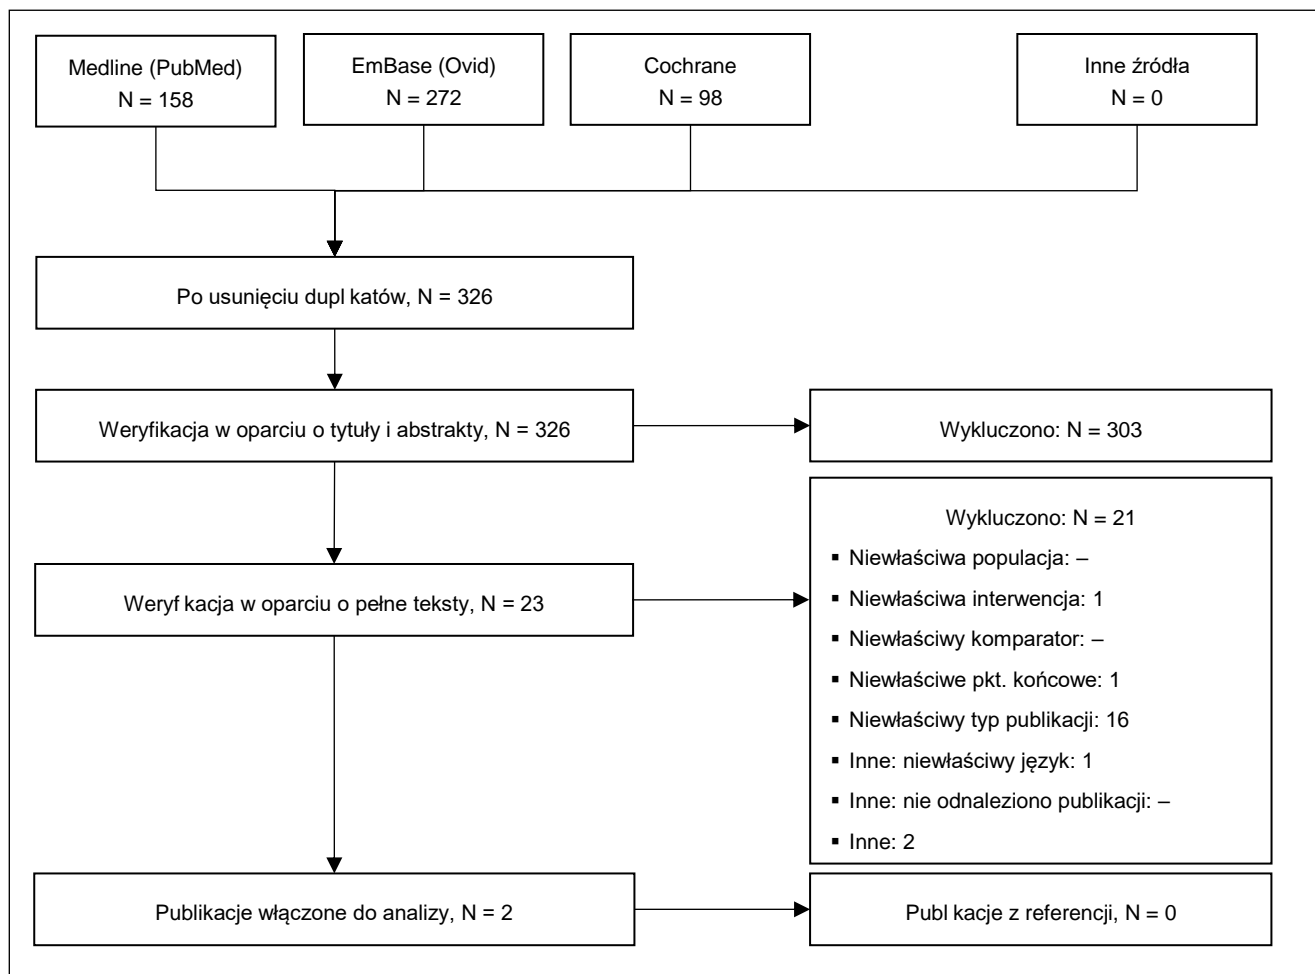 Medline (PubMed)
N = 158
EmBase (Ovid)
N = 272
Cochrane
N = 98
Inne źródła
N = 0
Po usunięciu dupl katów, N = 326
Weryfikacja w oparciu o tytuły i abstrakty, N = 326
Wykluczono: N = 303
Weryf kacja w oparciu o pełne teksty, N = 23
Wykluczono: N = 21
▪ Niewłaściwa populacja: –
▪ Niewłaściwa interwencja: 1
▪ Niewłaściwy komparator: –
▪ Niewłaściwe pkt. końcowe: 1
▪ Niewłaściwy typ publikacji: 16
▪ Inne: niewłaściwy język: 1
▪ Inne: nie odnaleziono publikacji: –
▪ Inne: 2
Publikacje włączone do analizy, N = 2
Publ kacje z referencji, N = 0